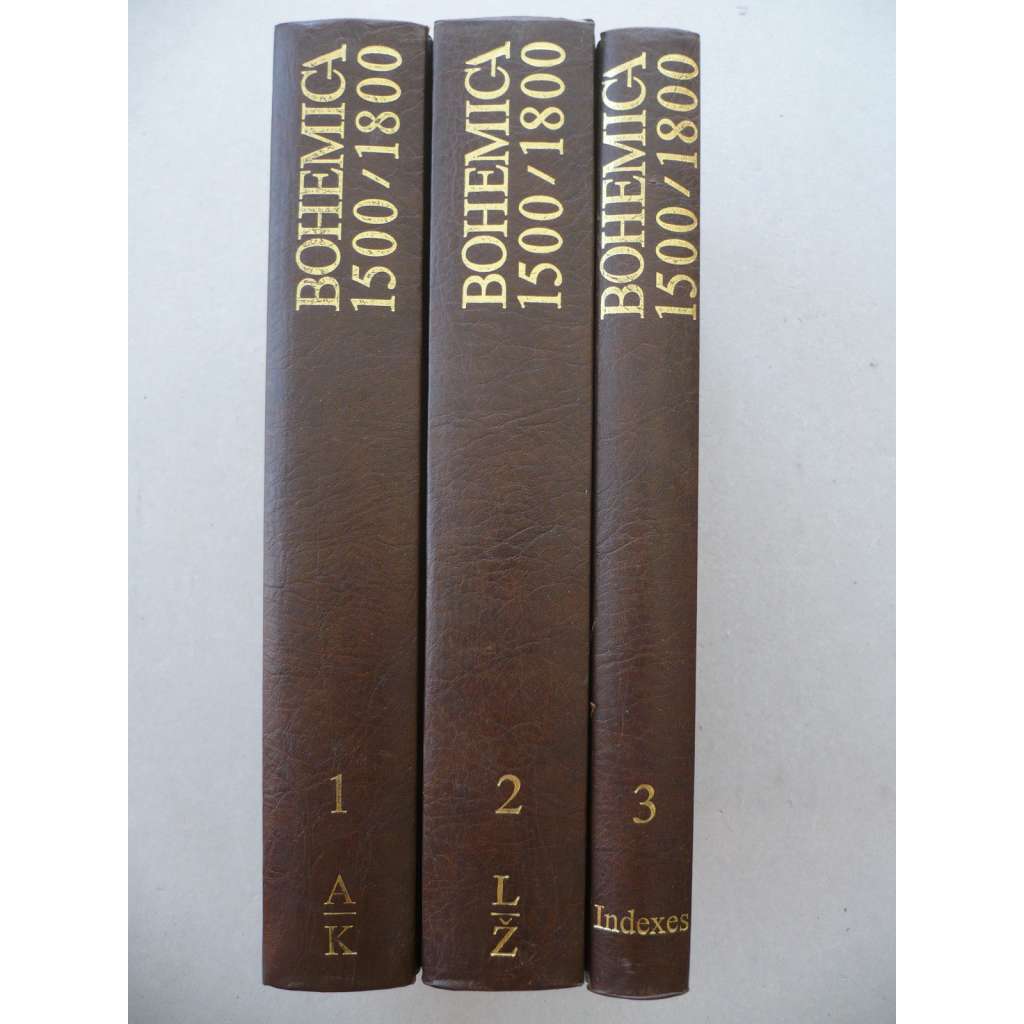 BOHEMICA
1500/1800
1
A
K
BOHEMICA
1500/1800
2
L
Ž
BOHEMICA
1500/1800
3
Indexes